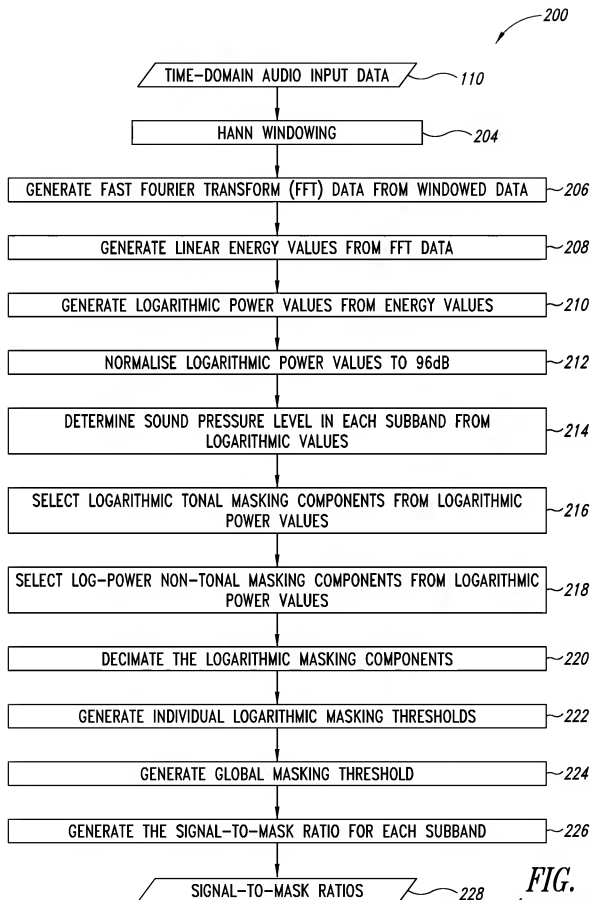 200
TIME-DOMAIN AUDIO INPUT DATA
110
HANN WINDOWING
204
GENERATE FAST FOURIER TRANSFORM (FFT) DATA FROM WINDOWED DATA
206
GENERATE LINEAR ENERGY VALUES FROM FFT DATA
208
GENERATE LOGARITHMIC POWER VALUES FROM ENERGY VALUES
210
NORMALISE LOGARITHMIC POWER VALUES TO 96dB
212
DETERMINE SOUND PRESSURE LEVEL IN EACH SUBBAND FROM
LOGARITHMIC VALUES
214
SELECT LOGARITHMIC TONAL MASKING COMPONENTS FROM LOGARITHMIC
POWER VALUES
216
SELECT LOG-POWER NON-TONAL MASKING COMPONENTS FROM LOGARITHMIC
POWER VALUES
218
DECIMATE THE LOGARITHMIC MASKING COMPONENTS
220
GENERATE INDIVIDUAL LOGARITHMIC MASKING THRESHOLDS
222
GENERATE GLOBAL MASKING THRESHOLD
224
GENERATE THE SIGNAL-TO-MASK RATIO FOR EACH SUBBAND
226
SIGNAL-TO-MASK RATIOS
228
FIG.